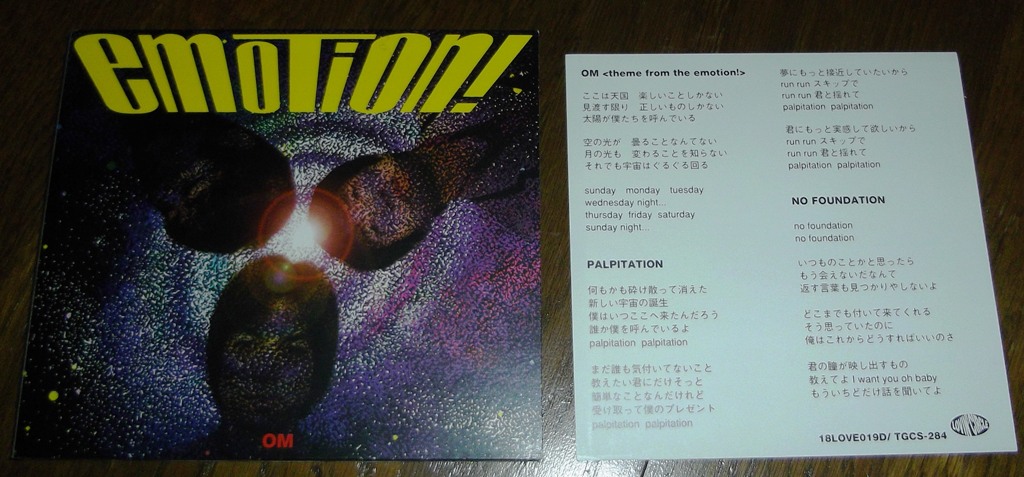 emotion!
OM
OM <theme from the emotion!>
ここは天国　楽しいことしかない
見渡す限り　正しいものしかない
太陽が僕たちを呼んでいる
空の光が　曇ることなんてない
月の光も　変わることを知らない
それでも宇宙はぐるぐる回る
sunday monday tuesday
wednesday night...
thursday friday saturday
sunday night...
PALPITATION
何もかも砕け散って消えた
新しい宇宙の誕生
僕はいつここへ来たんだろう
誰か僕を呼んでいるよ
palpitation palpitation
まだ誰も気付いてないこと
教えたい君にだけそっと
簡単なことなんだけれど
受け取って僕のプレゼント
palpitation palpitation
夢にもっと接近していたいから
run run スキップで
run run 君と揺れて
palpitation palpitation
君にもっと実感して欲しいから
run run スキップで
run run 君と揺れて
palpitation palpitation
NO FOUNDATION
no foundation
no foundation
いつものことかと思ったら
もう会えないだなんて
返す言葉も見つかりやしないよ
どこまでも付いて来てくれる
そう思っていたのに
俺はこれからどうすればいいのさ
君の瞳が映し出すもの
教えてよ I want you oh baby
もういちどだけ話を聞いてよ
18LOVE019D/ TGCS-284